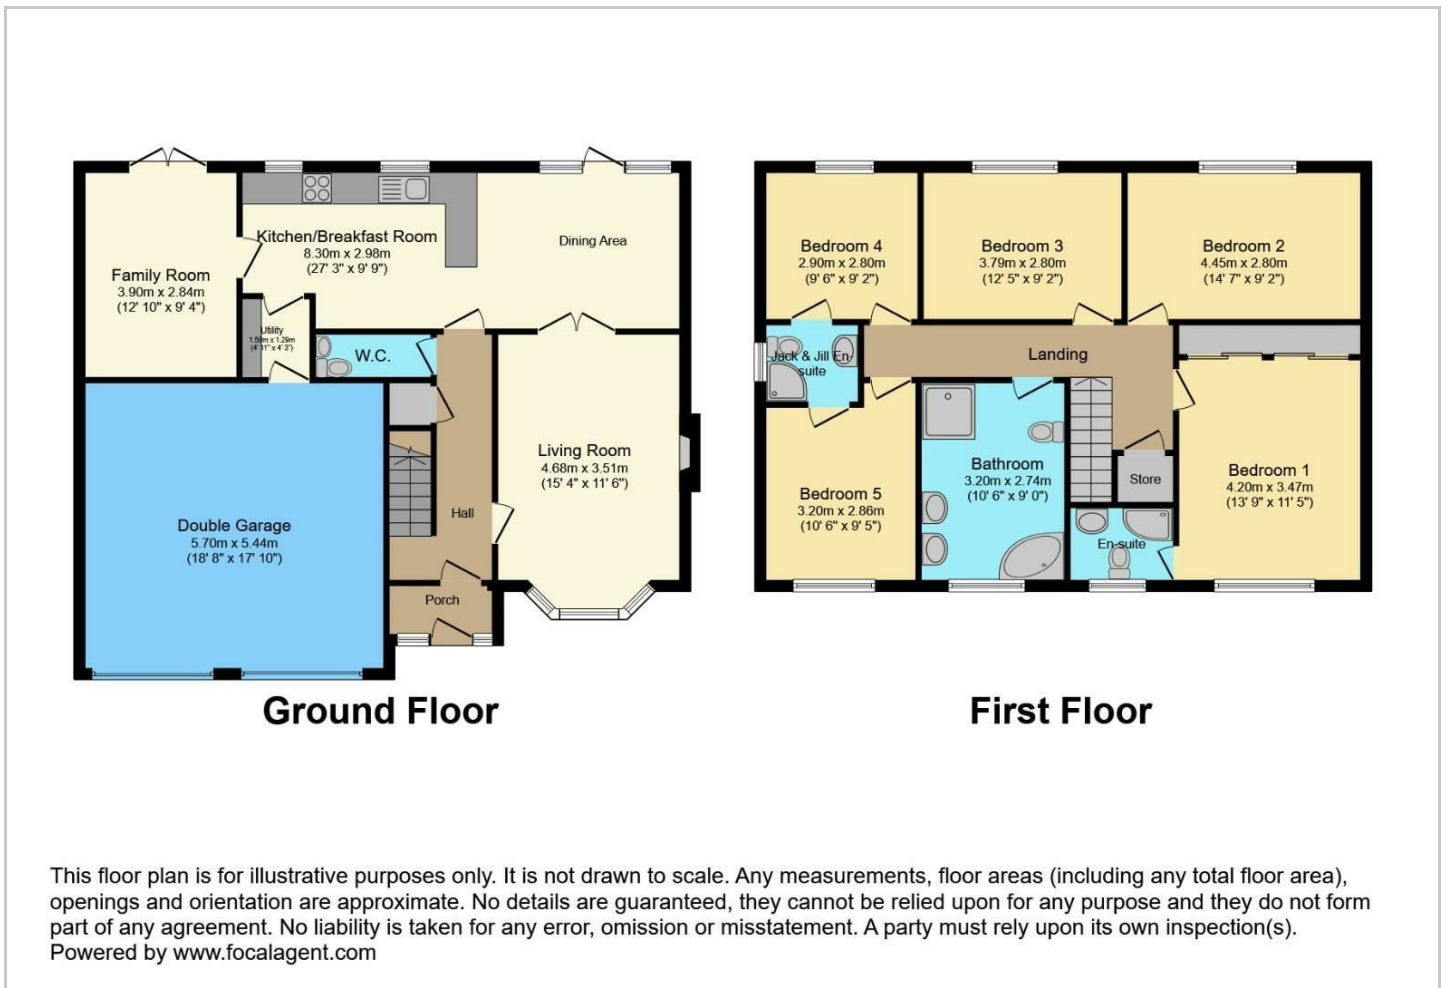 Family Room
3.90m x 2.84m
(12' 10" x 9' 4")
Kitchen/Breakfast Room
8.30m x 2.98m
(27' 3" x 9' 9")
Dining Area
Utility
1.50m x 1.29m
(4' 11" x 4' 3")
W.C.
Double Garage
5.70m x 5.44m
(18' 8" x 17' 10")
Hall
Living Room
4.68m x 3.51m
(15' 4" x 11' 6")
Porch
Ground Floor
Bedroom 4
2.90m x 2.80m
(9' 6" x 9' 2")
Bedroom 3
3.79m x 2.80m
(12' 5" x 9' 2")
Bedroom 2
4.45m x 2.80m
(14' 7" x 9' 2")
Jack & Jill En-
suite
Landing
Bedroom 5
3.20m x 2.86m
(10' 6" x 9' 5")
Bathroom
3.20m x 2.74m
(10' 6" x 9' 0")
Store
En-suite
Bedroom 1
4.20m x 3.47m
(13' 9" x 11' 5")
First Floor
This floor plan is for illustrative purposes only. It is not drawn to scale. Any measurements, floor areas (including any total floor area),
openings and orientation are approximate. No details are guaranteed, they cannot be relied upon for any purpose and they do not form
part of any agreement. No liability is taken for any error, omission or misstatement. A party must rely upon its own inspection(s).
Powered by www.focalagent.com